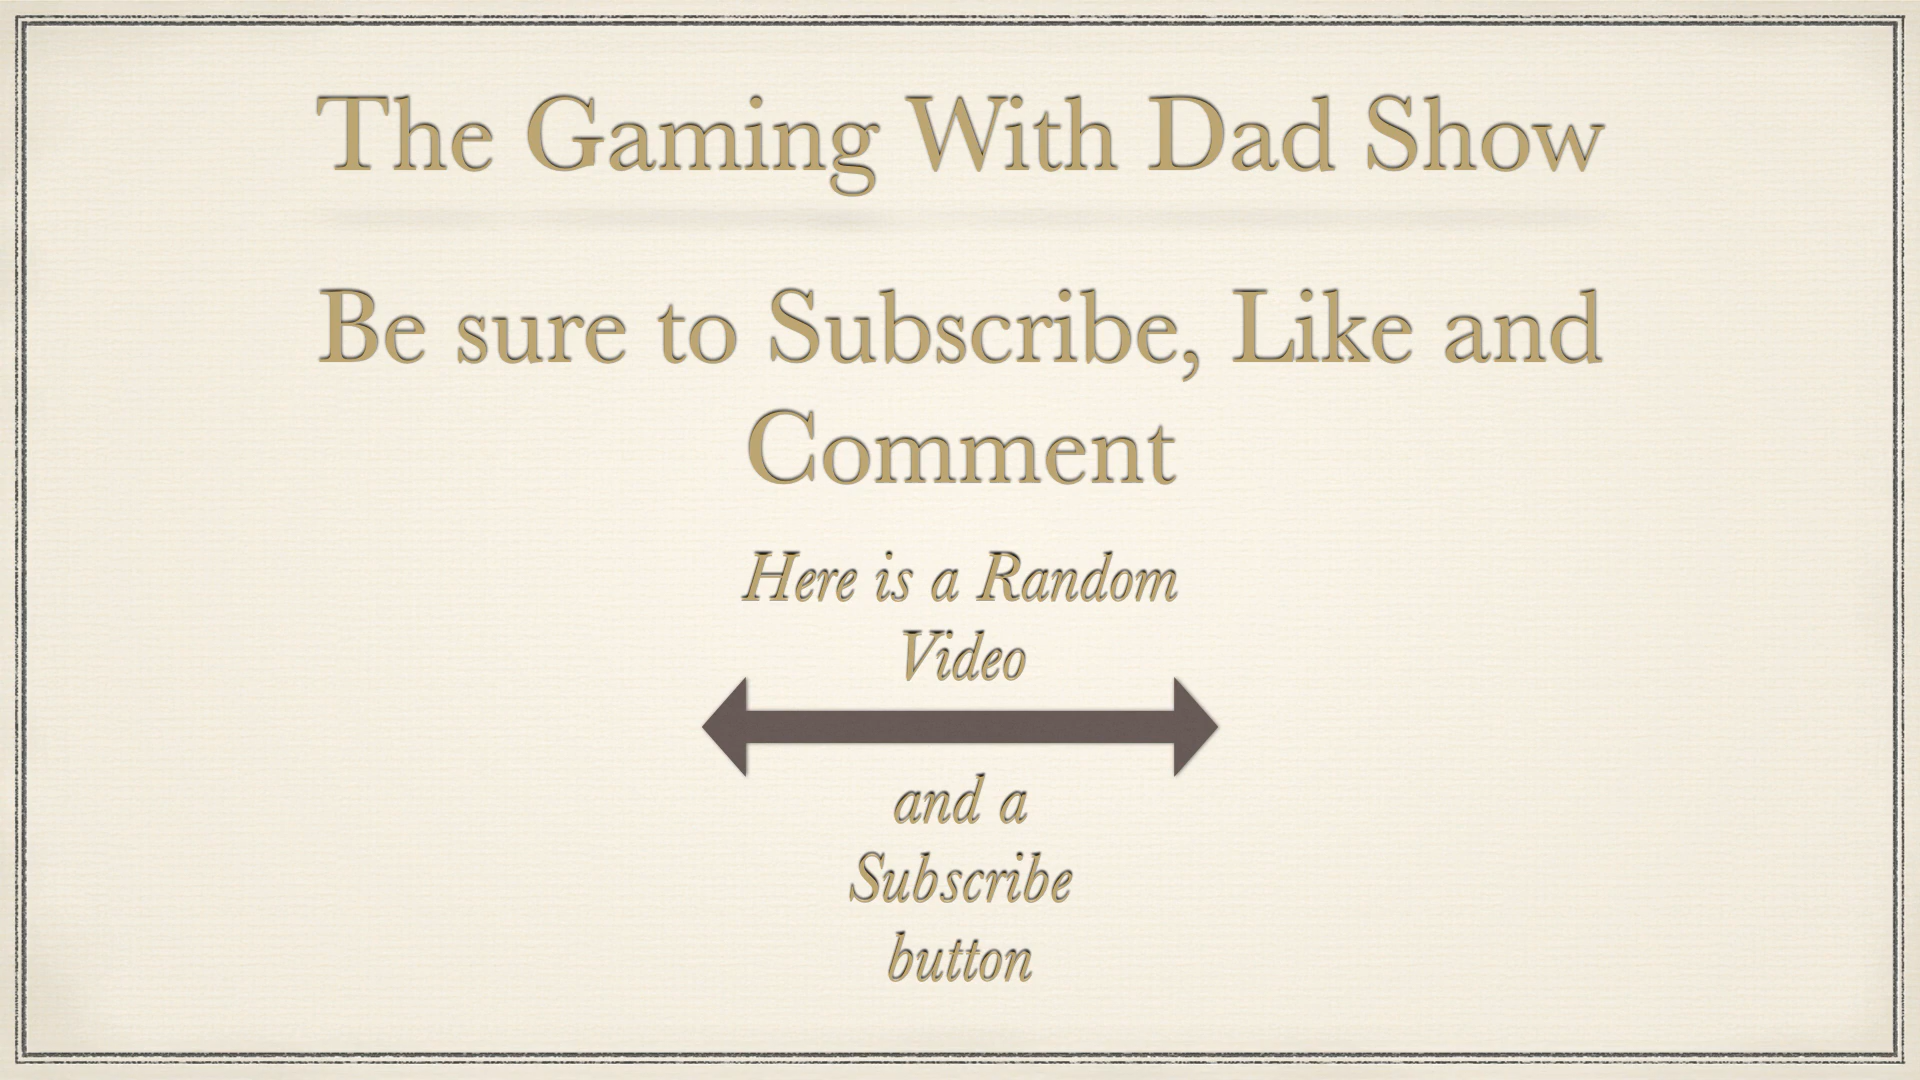 The Gaming With Dad Show
Be sure to Subscribe, Like and
Comment
Here is a Random
Video
and a
Subscribe
button